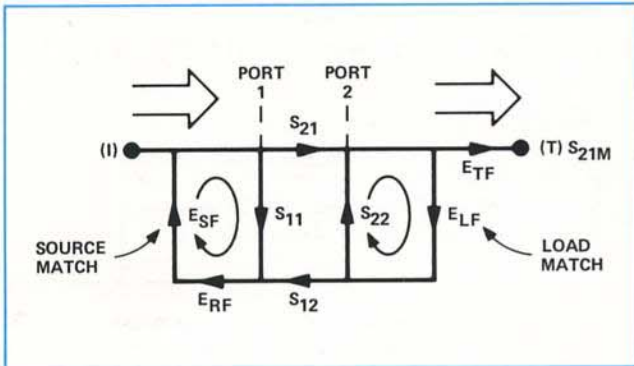 PORT
1
PORT
2
S21
(I)
(T) S21M
ETF
ESF
S11
S22
ELF
SOURCE
MATCH
LOAD
MATCH
ERF
S12